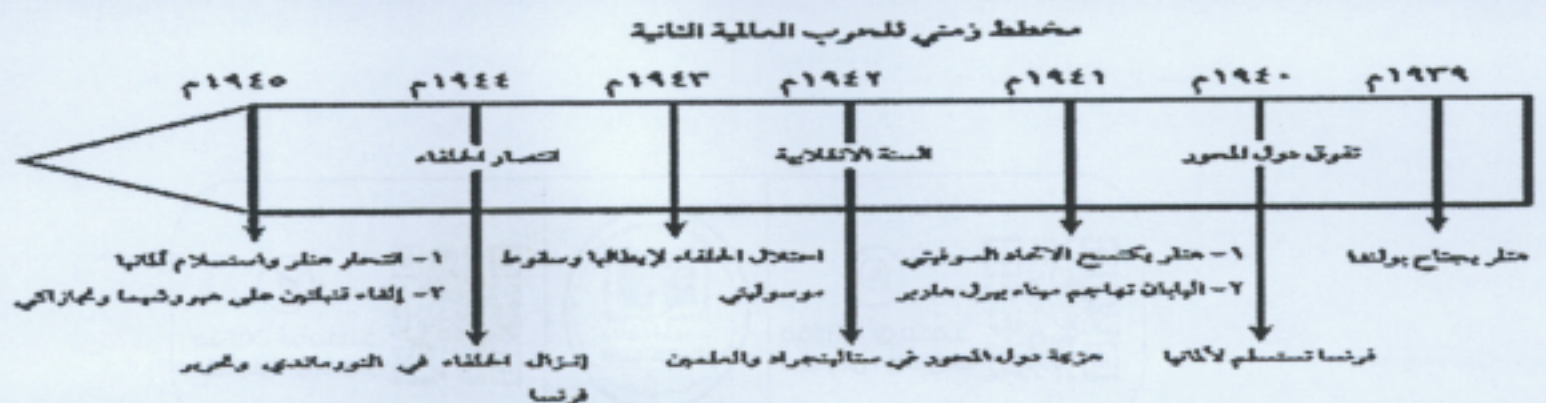 مخطط زمني للحرب العالمية الثانية
١٩٣٩م ١٩٤٠م ١٩٤١م ١٩٤٢م ١٩٤٣م ١٩٤٤م ١٩٤٥م
تفوق دول المحور السنة الانقلابية انتصار الحلفاء
هتلر يجتاح بولندا
١- هتلر يكتسح الاتحاد السوفيتي
٢- اليابان تهاجم ميناء بيرل هاربر
احتلال الحلفاء لإيطاليا وسقوط
موسوليني
١- انتحار هتلر واستسلام ألمانيا
٢- إلقاء قنبلتين على هيروشيما ونجازاكي
فرنسا تستسلم لألمانيا
هزيمة دول المحور في ستالينجراد والعلمين
إنزال الحلفاء في النورماندي وتحرير
فرنسا